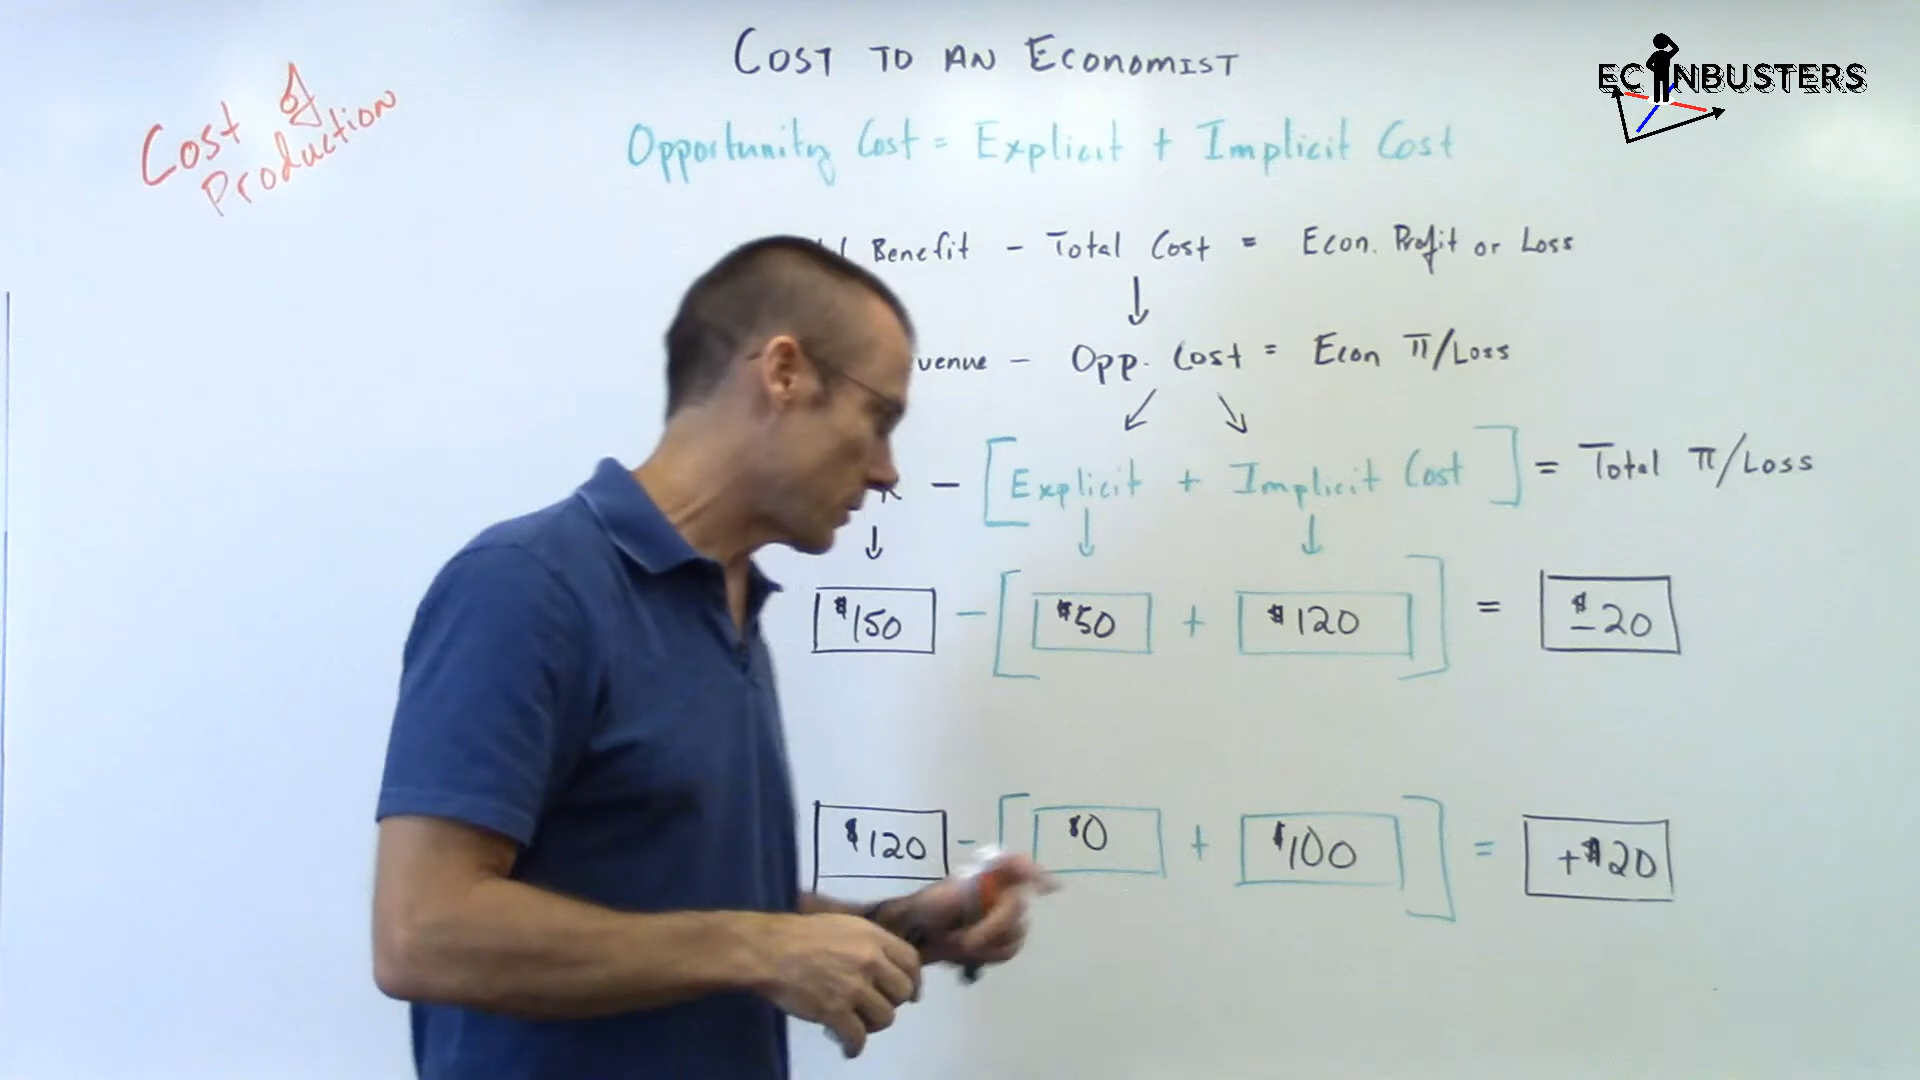 COST TO AN ECONOMIST
ECONBUSTERS
Cost of
Production
Opportunity Cost = Explicit + Implicit Cost
Benefit - Total Cost = Econ. Profit or Loss
↓
venue - Opp. Cost = Econ π/Loss
↙ ↘
- [Explicit + Implicit Cost] = Total π/Loss
↓ ↓ ↓
$150 - [$50 + $120] = $-20
$120 - [$0 + $100] = +$20